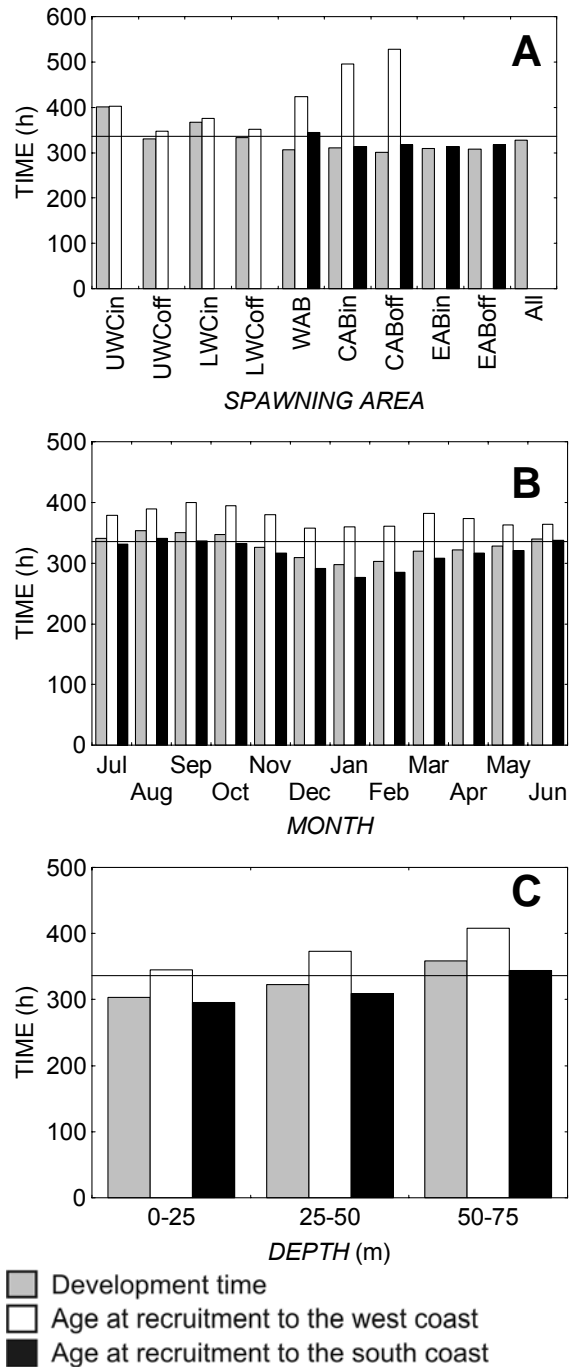 A
TIME (h)
600
500
400
300
200
100
0
UWCin
UWCoff
LWCin
LWCoff
WAB
CABin
CABoff
EABin
EABoff
All
SPAWNING AREA
B
TIME (h)
500
400
300
200
100
0
Jul Sep Nov Jan Mar May
Aug Oct Dec Feb Apr Jun
MONTH
C
TIME (h)
500
400
300
200
100
0
0-25 25-50 50-75
DEPTH (m)
Development time
Age at recruitment to the west coast
Age at recruitment to the south coast